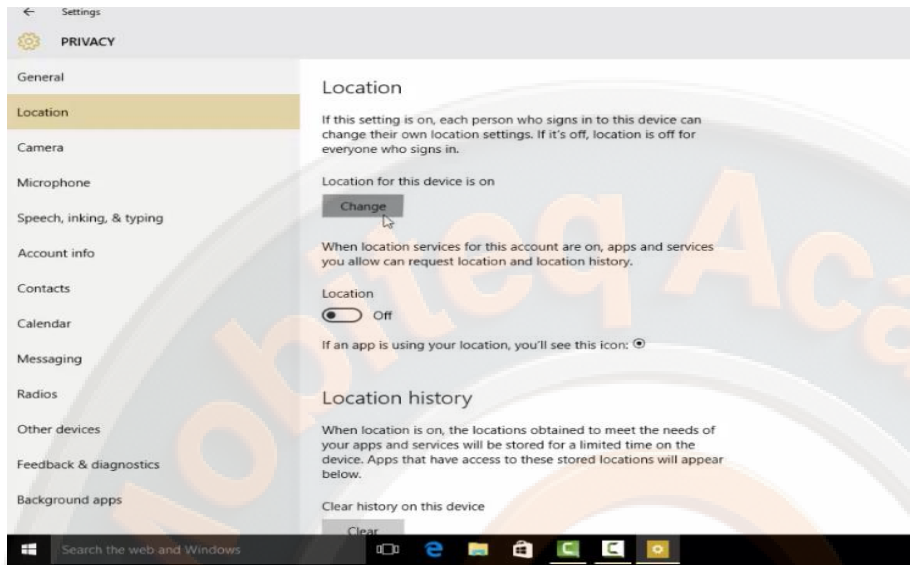 Settings
PRIVACY
General
Location
Camera
Microphone
Speech, inking, & typing
Account info
Contacts
Calendar
Messaging
Radios
Other devices
Feedback & diagnostics
Background apps
Location
If this setting is on, each person who signs in to this device can
change their own location settings. If it's off, location is off for
everyone who signs in.
Location for this device is on
Change
When location services for this account are on, apps and services
you allow can request location and location history.
Location
Off
If an app is using your location, you'll see this icon:
Location history
When location is on, the locations obtained to meet the needs of
your apps and services will be stored for a limited time on the
device. Apps that have access to these stored locations will appear
below.
Clear history on this device
Clear
Search the web and Windows